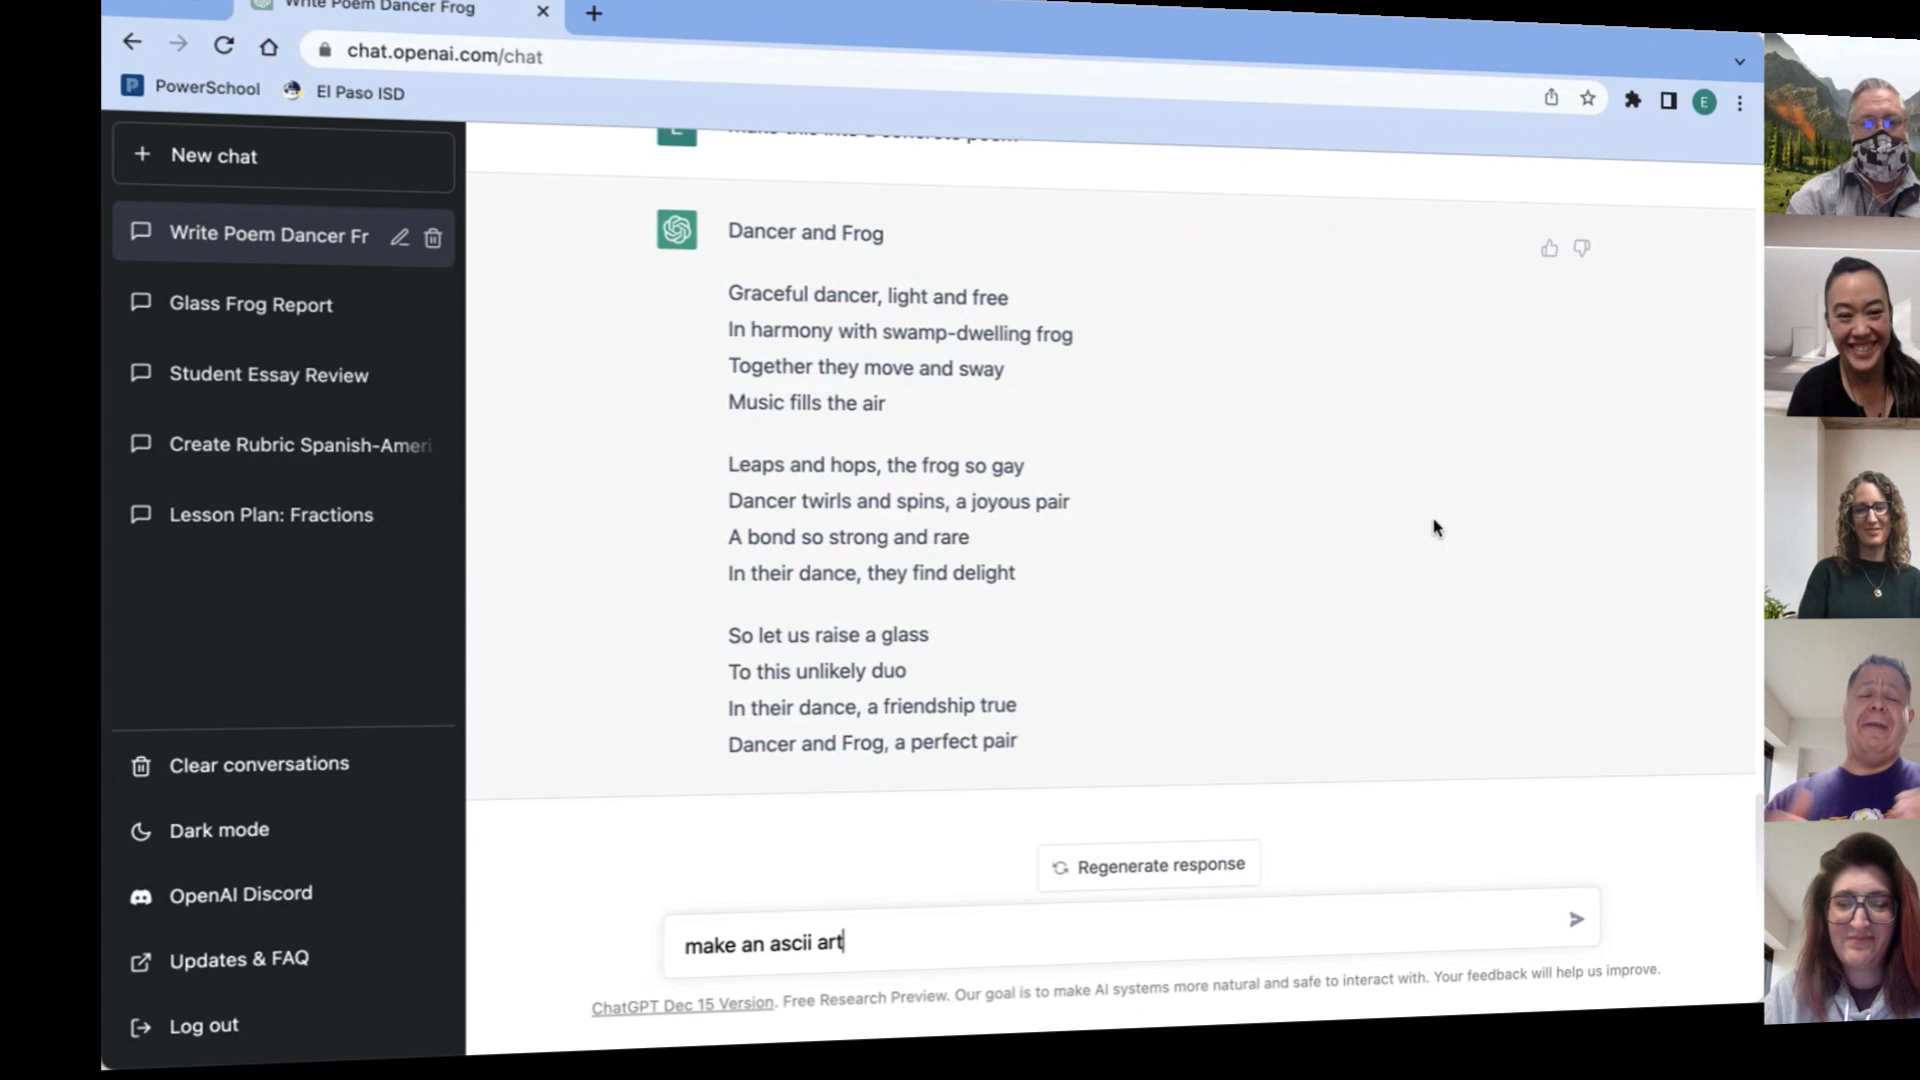 Write Poem Dancer Frog
chat.openai.com/chat
PowerSchool
El Paso ISD
E
New chat
Write Poem Dancer Fr
Glass Frog Report
Student Essay Review
Create Rubric Spanish-Ameri
Lesson Plan: Fractions
Clear conversations
Dark mode
OpenAI Discord
Updates & FAQ
Log out
make this into a concrete poem
Dancer and Frog
Graceful dancer, light and free
In harmony with swamp-dwelling frog
Together they move and sway
Music fills the air
Leaps and hops, the frog so gay
Dancer twirls and spins, a joyous pair
A bond so strong and rare
In their dance, they find delight
So let us raise a glass
To this unlikely duo
In their dance, a friendship true
Dancer and Frog, a perfect pair
Regenerate response
make an ascii art
ChatGPT Dec 15 Version. Free Research Preview. Our goal is to make AI systems more natural and safe to interact with. Your feedback will help us improve.